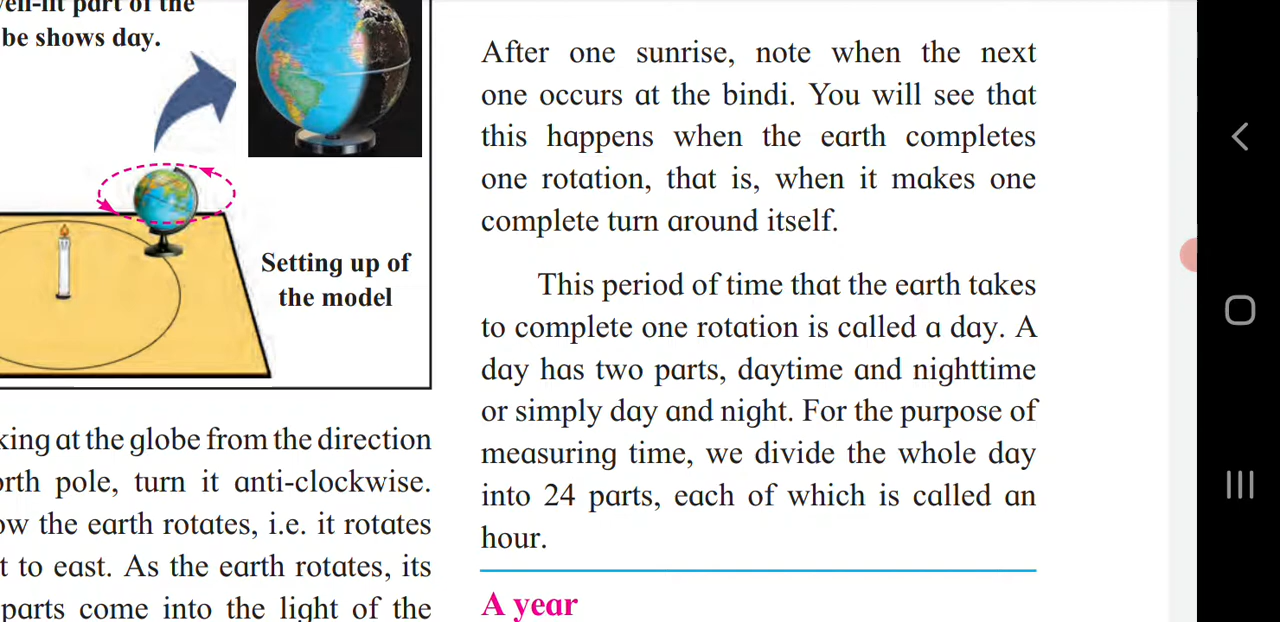 be shows day.
Setting up of
the model
king at the globe from the direction
orth pole, turn it anti-clockwise.
ow the earth rotates, i.e. it rotates
t to east. As the earth rotates, its
parts come into the light of the
After one sunrise, note when the next
one occurs at the bindi. You will see that
this happens when the earth completes
one rotation, that is, when it makes one
complete turn around itself.
This period of time that the earth takes
to complete one rotation is called a day. A
day has two parts, daytime and nighttime
or simply day and night. For the purpose of
measuring time, we divide the whole day
into 24 parts, each of which is called an
hour.
A year